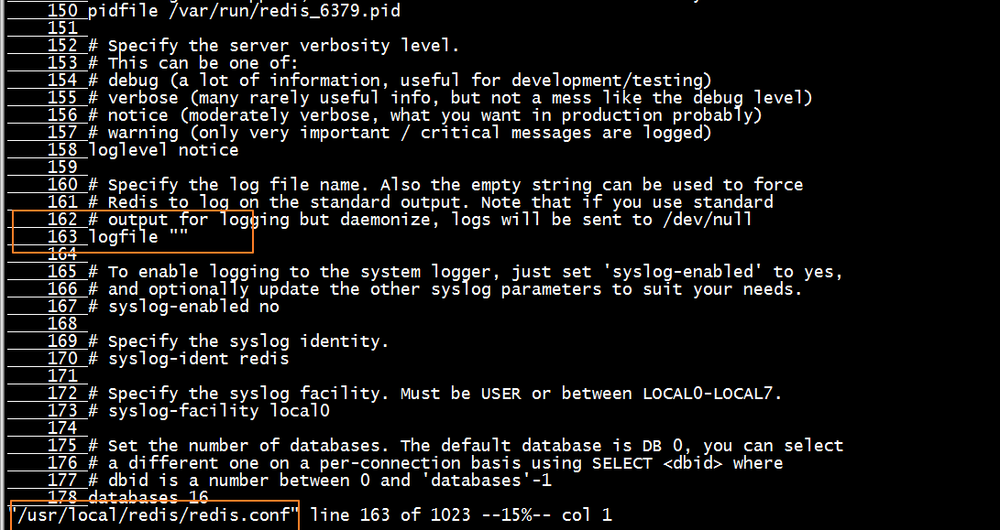 150 pidfile /var/run/redis_6379.pid
151
152 # Specify the server verbosity level.
153 # This can be one of:
154 # debug (a lot of information, useful for development/testing)
155 # verbose (many rarely useful info, but not a mess like the debug level)
156 # notice (moderately verbose, what you want in production probably)
157 # warning (only very important / critical messages are logged)
158 loglevel notice
159
160 # Specify the log file name. Also the empty string can be used to force
161 # Redis to log on the standard output. Note that if you use standard
162 # output for logging but daemonize, logs will be sent to /dev/null
163 logfile ""
164
165 # To enable logging to the system logger, just set 'syslog-enabled' to yes,
166 # and optionally update the other syslog parameters to suit your needs.
167 # syslog-enabled no
168
169 # Specify the syslog identity.
170 # syslog-ident redis
171
172 # Specify the syslog facility. Must be USER or between LOCAL0-LOCAL7.
173 # syslog-facility local0
174
175 # Set the number of databases. The default database is DB 0, you can select
176 # a different one on a per-connection basis using SELECT <dbid> where
177 # dbid is a number between 0 and 'databases'-1
178 databases 16
"/usr/local/redis/redis.conf" line 163 of 1023 --15%-- col 1